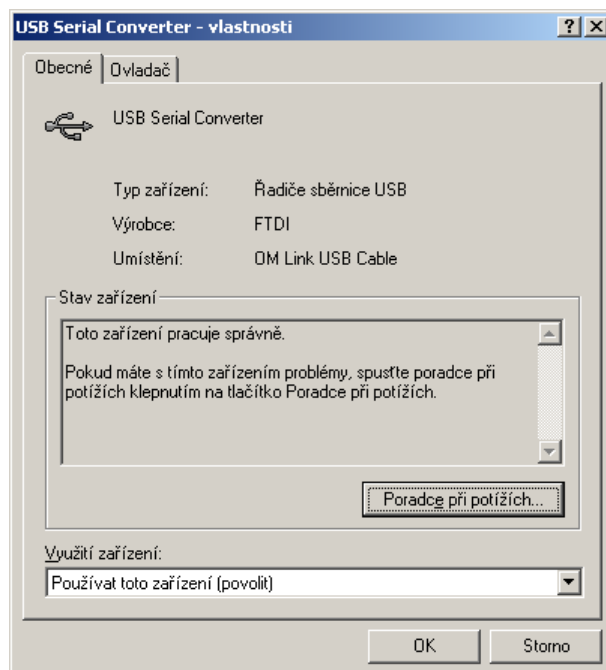 USB Serial Converter - vlastnosti
Obecné
Ovladač
USB Serial Converter
Typ zařízení: Řadiče sběrnice USB
Výrobce: FTDI
Umístění: OM Link USB Cable
Stav zařízení
Toto zařízení pracuje správně.
Pokud máte s tímto zařízením problémy, spusťte poradce při
potížích klepnutím na tlačítko Poradce při potížích.
Poradce při potížích...
Využití zařízení:
Používat toto zařízení (povolit)
OK
Storno